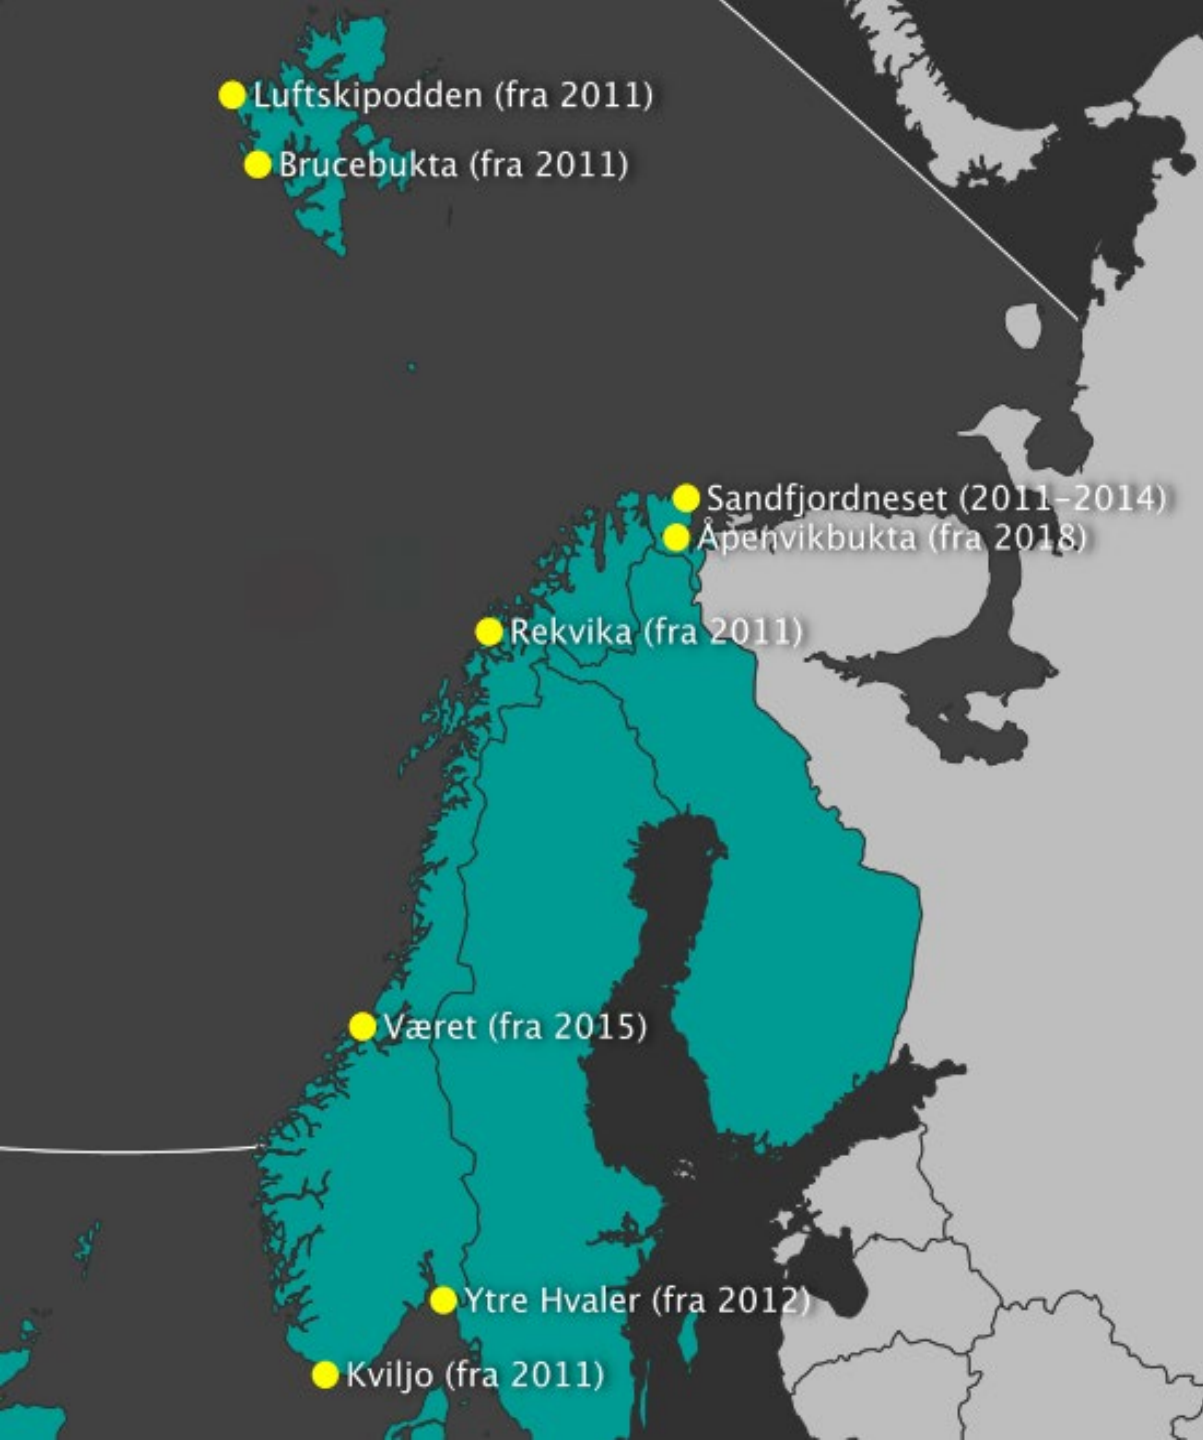 Luftskipodden (fra 2011)
Brucebukta (fra 2011)
Sandfjordneset (2011-2014)
Åpenvikbukta (fra 2018)
Rekvika (fra 2011)
Været (fra 2015)
Ytre Hvaler (fra 2012)
Kviljo (fra 2011)